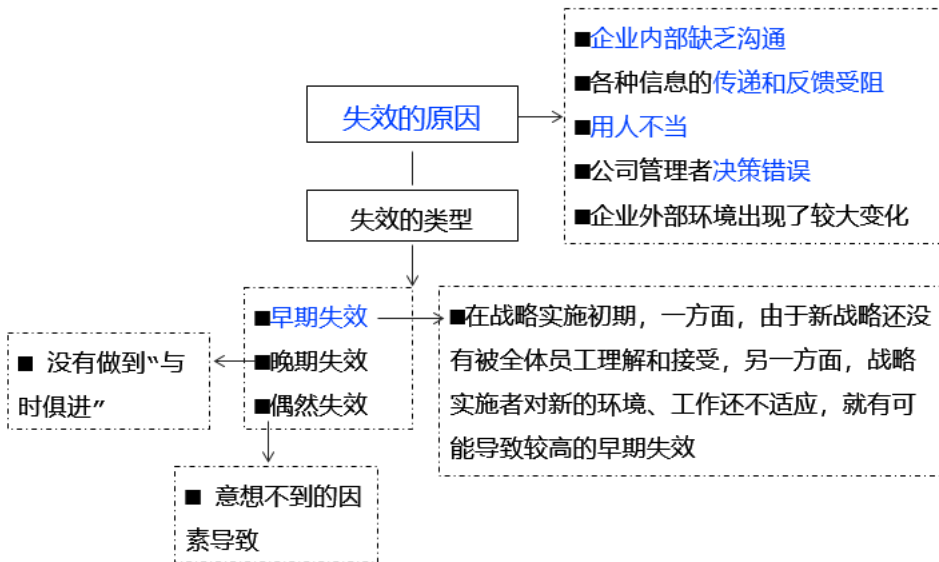 失效的原因
■企业内部缺乏沟通
■各种信息的传递和反馈受阻
■用人不当
■公司管理者决策错误
■企业外部环境出现了较大变化
失效的类型
■早期失效
■晚期失效
■偶然失效
■在战略实施初期，一方面，由于新战略还没
有被全体员工理解和接受，另一方面，战略
实施者对新的环境、工作还不适应，就有可
能导致较高的早期失效
■ 没有做到“与
时俱进”
■ 意想不到的因
素导致